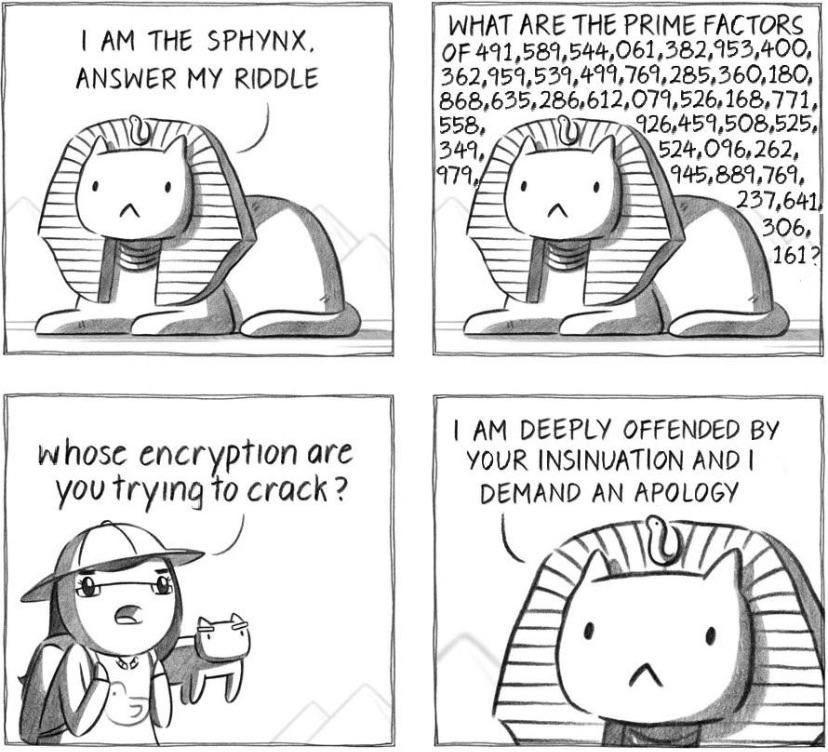 I AM THE SPHYNX.
ANSWER MY RIDDLE
WHAT ARE THE PRIME FACTORS
OF 491,589,544,061,382,953,400,
362,959,539,499,769,285,360,180,
868,635,286,612,079,526,168,771,
558, 926,459,508,525,
349, 524,096,262,
979, 945,889,769,
237,641,
306,
161?
whose encryption are
you trying to crack?
I AM DEEPLY OFFENDED BY
YOUR INSINUATION AND I
DEMAND AN APOLOGY